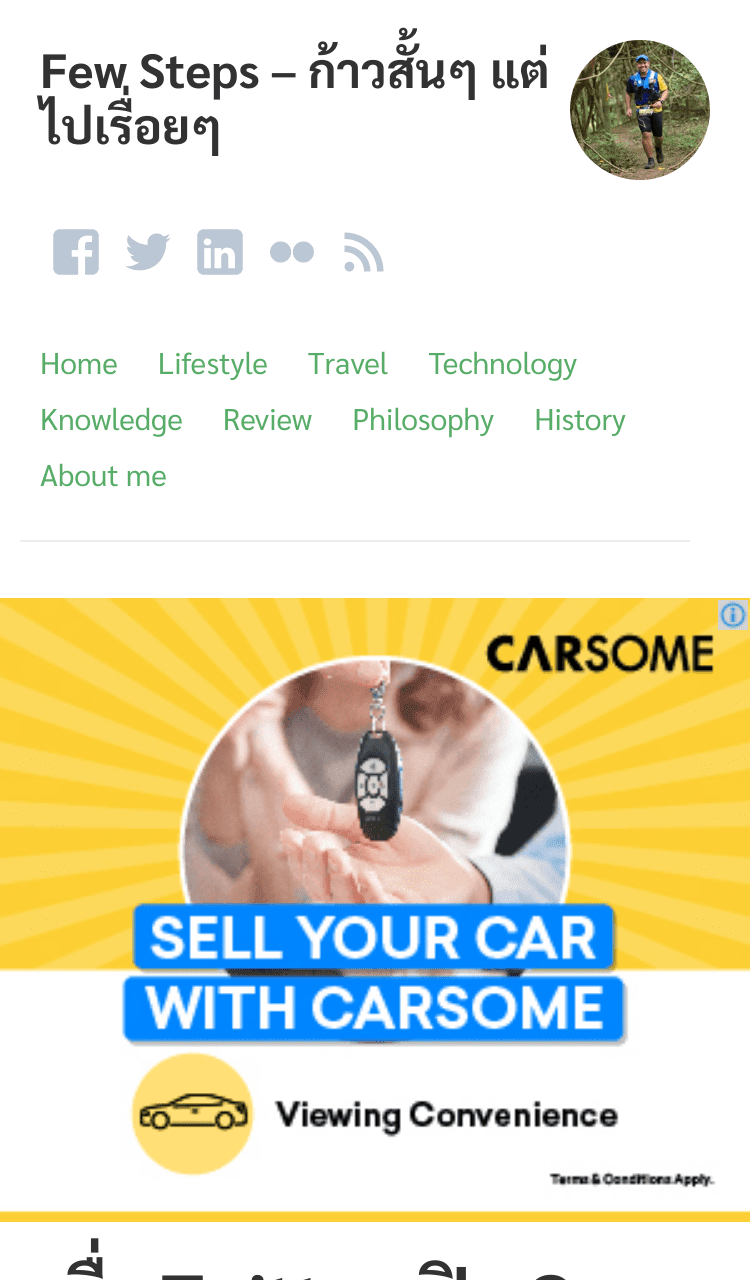 Few Steps – ก้าวสั้นๆ แต่
ไปเรื่อยๆ
Home Lifestyle Travel Technology
Knowledge Review Philosophy History
About me
CARSOME
SELL YOUR CAR
WITH CARSOME
Viewing Convenience
Terms & Conditions Apply.